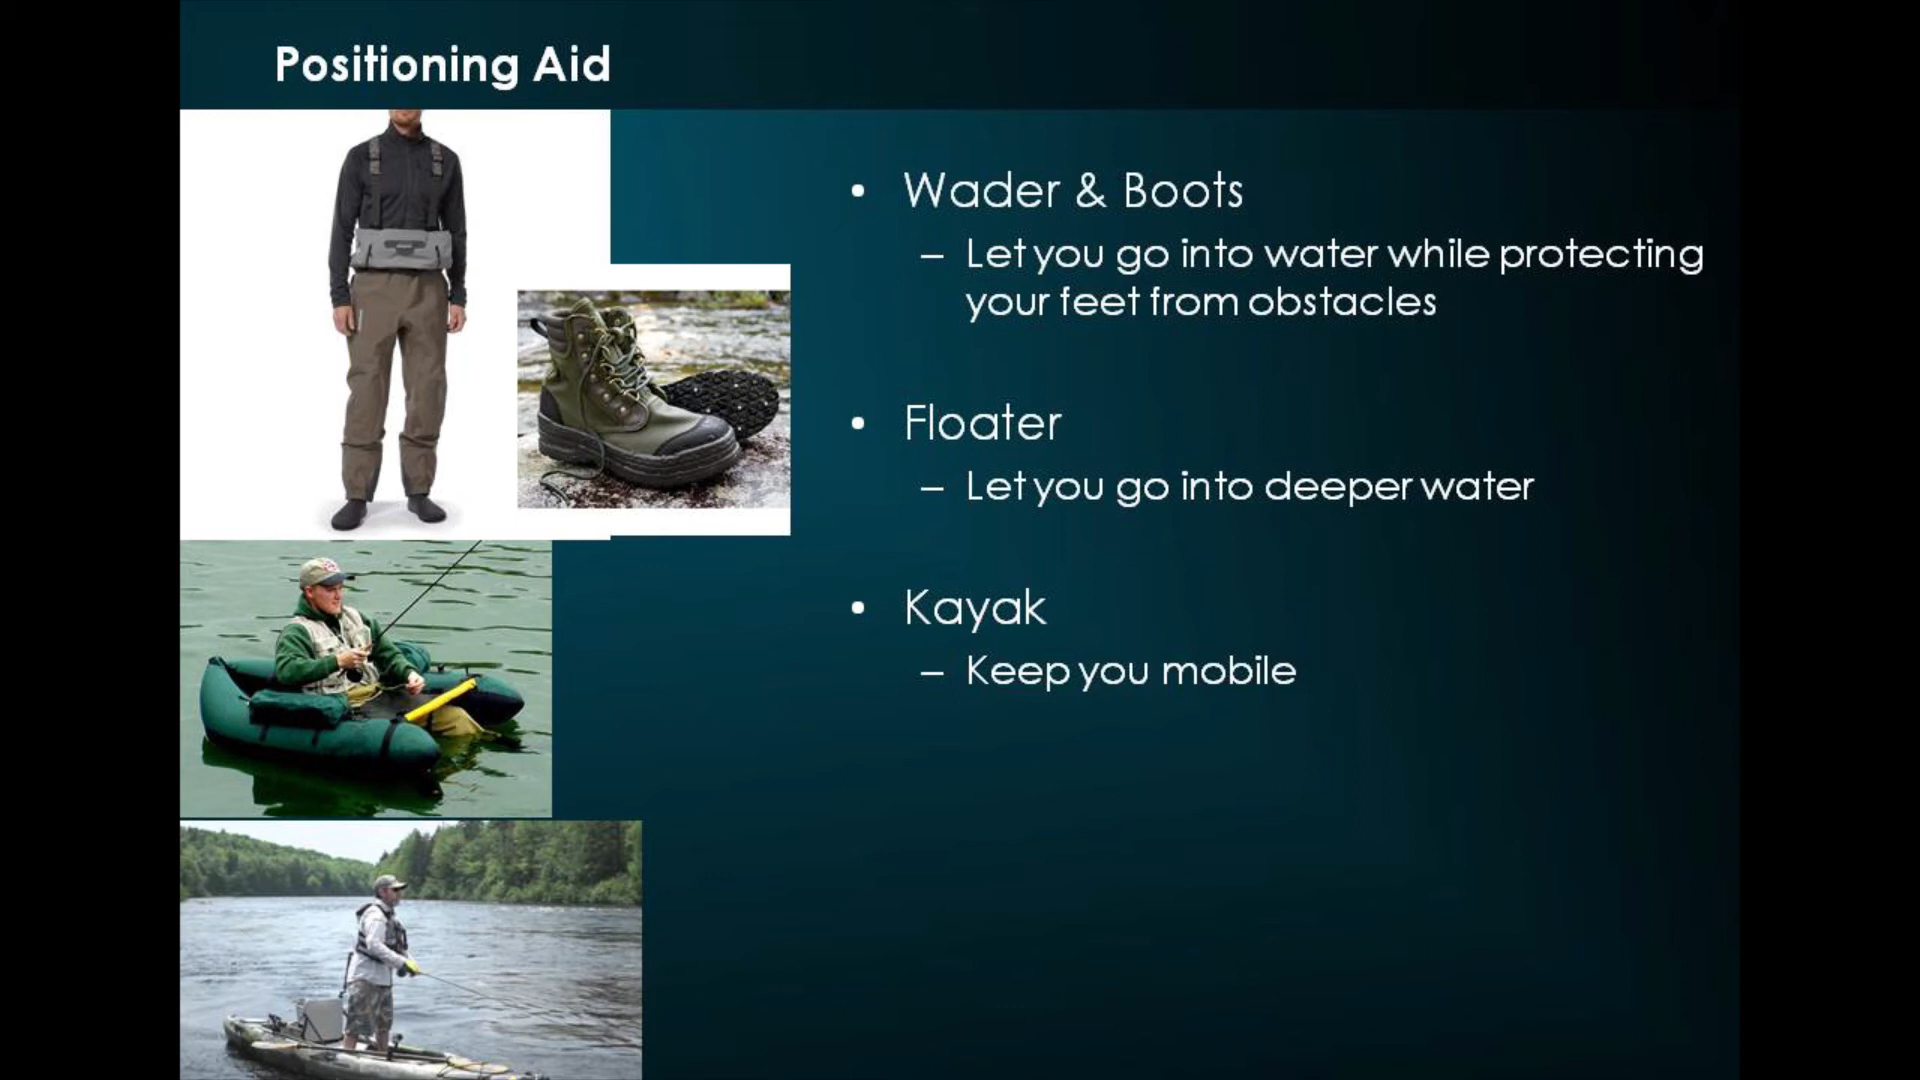 Positioning Aid
• Wader & Boots
– Let you go into water while protecting
your feet from obstacles
• Floater
– Let you go into deeper water
• Kayak
– Keep you mobile